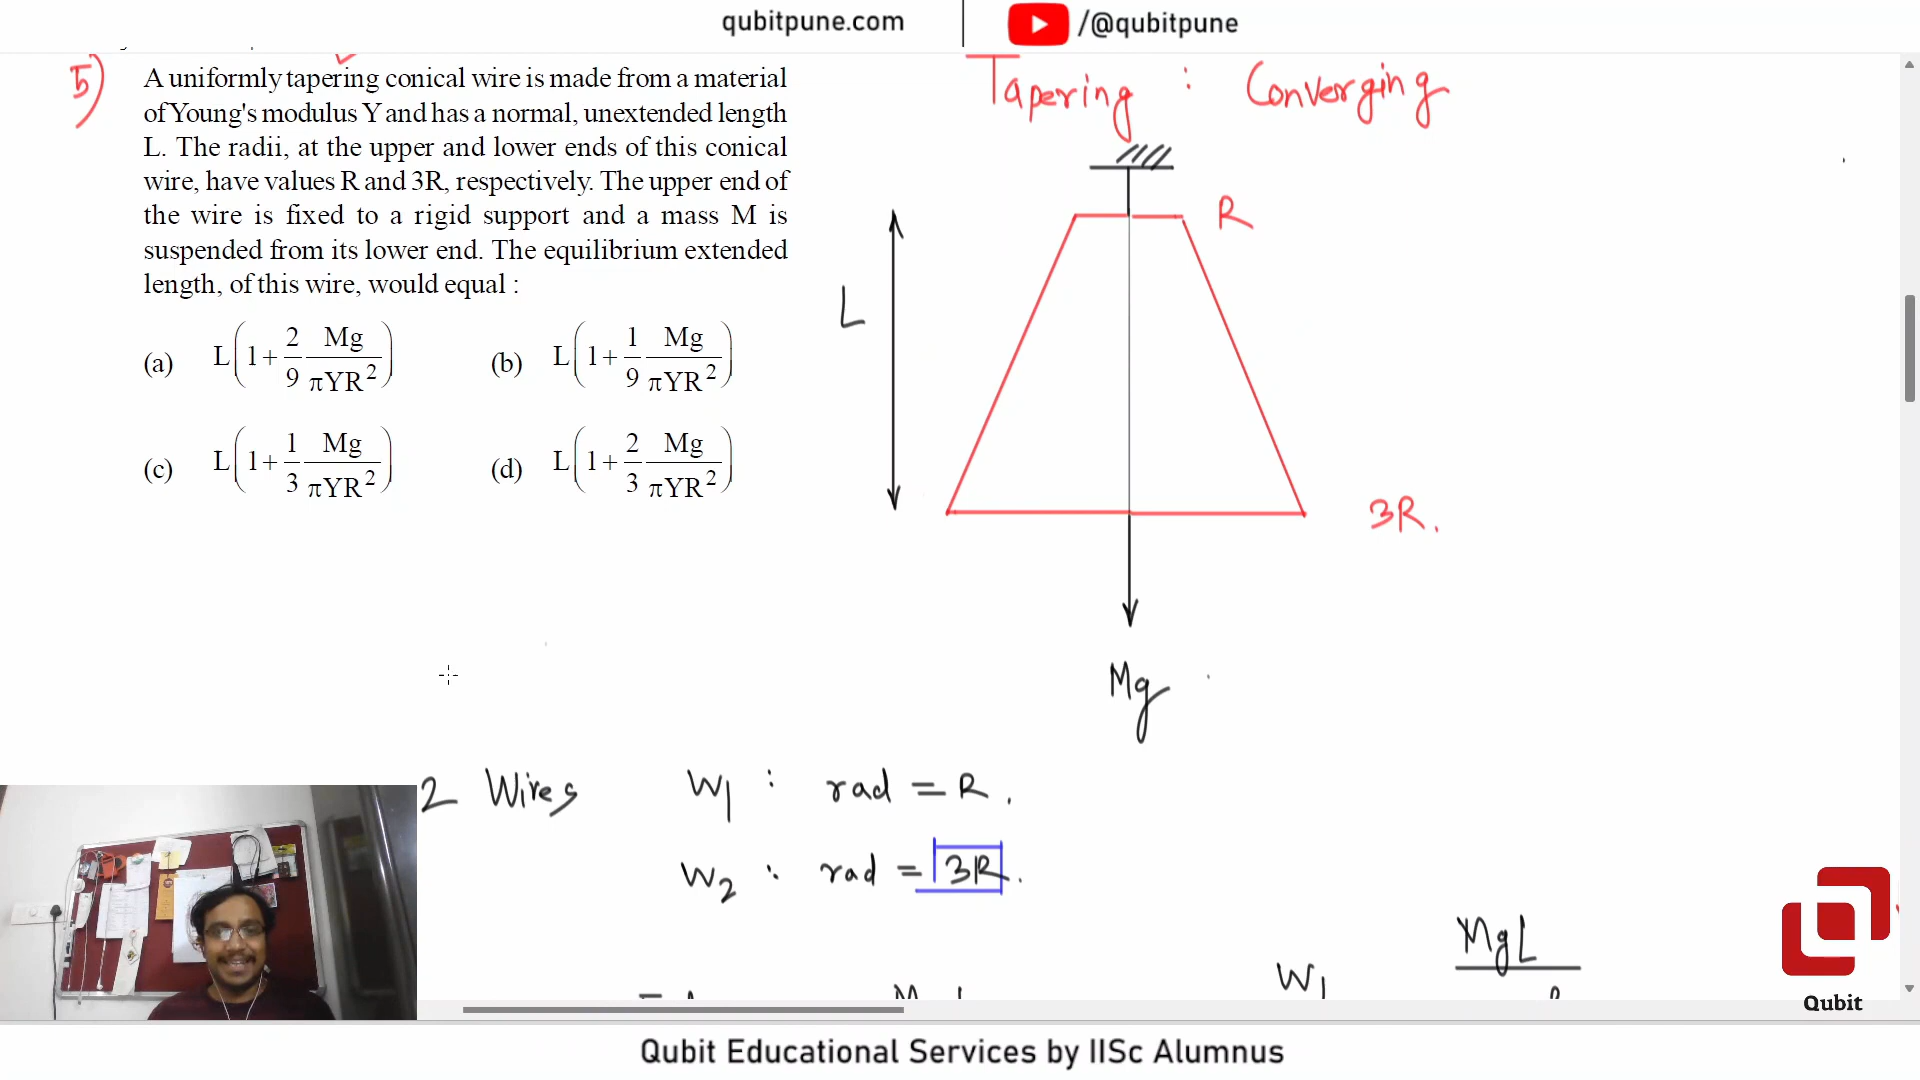 qubitpune.com
/@qubitpune
5)
A uniformly tapering conical wire is made from a material
of Young's modulus Y and has a normal, unextended length
L. The radii, at the upper and lower ends of this conical
wire, have values R and 3R, respectively. The upper end of
the wire is fixed to a rigid support and a mass M is
suspended from its lower end. The equilibrium extended
length, of this wire, would equal :
(a) L(1+ 2/9 Mg/πYR²)
(b) L(1+ 1/9 Mg/πYR²)
(c) L(1+ 1/3 Mg/πYR²)
(d) L(1+ 2/3 Mg/πYR²)
Tapering : Converging
R
L
3R.
Mg
2 Wires W₁ : rad = R.
W₂ : rad = 3R.
W₁
MgL
Qubit
Qubit Educational Services by IISc Alumnus